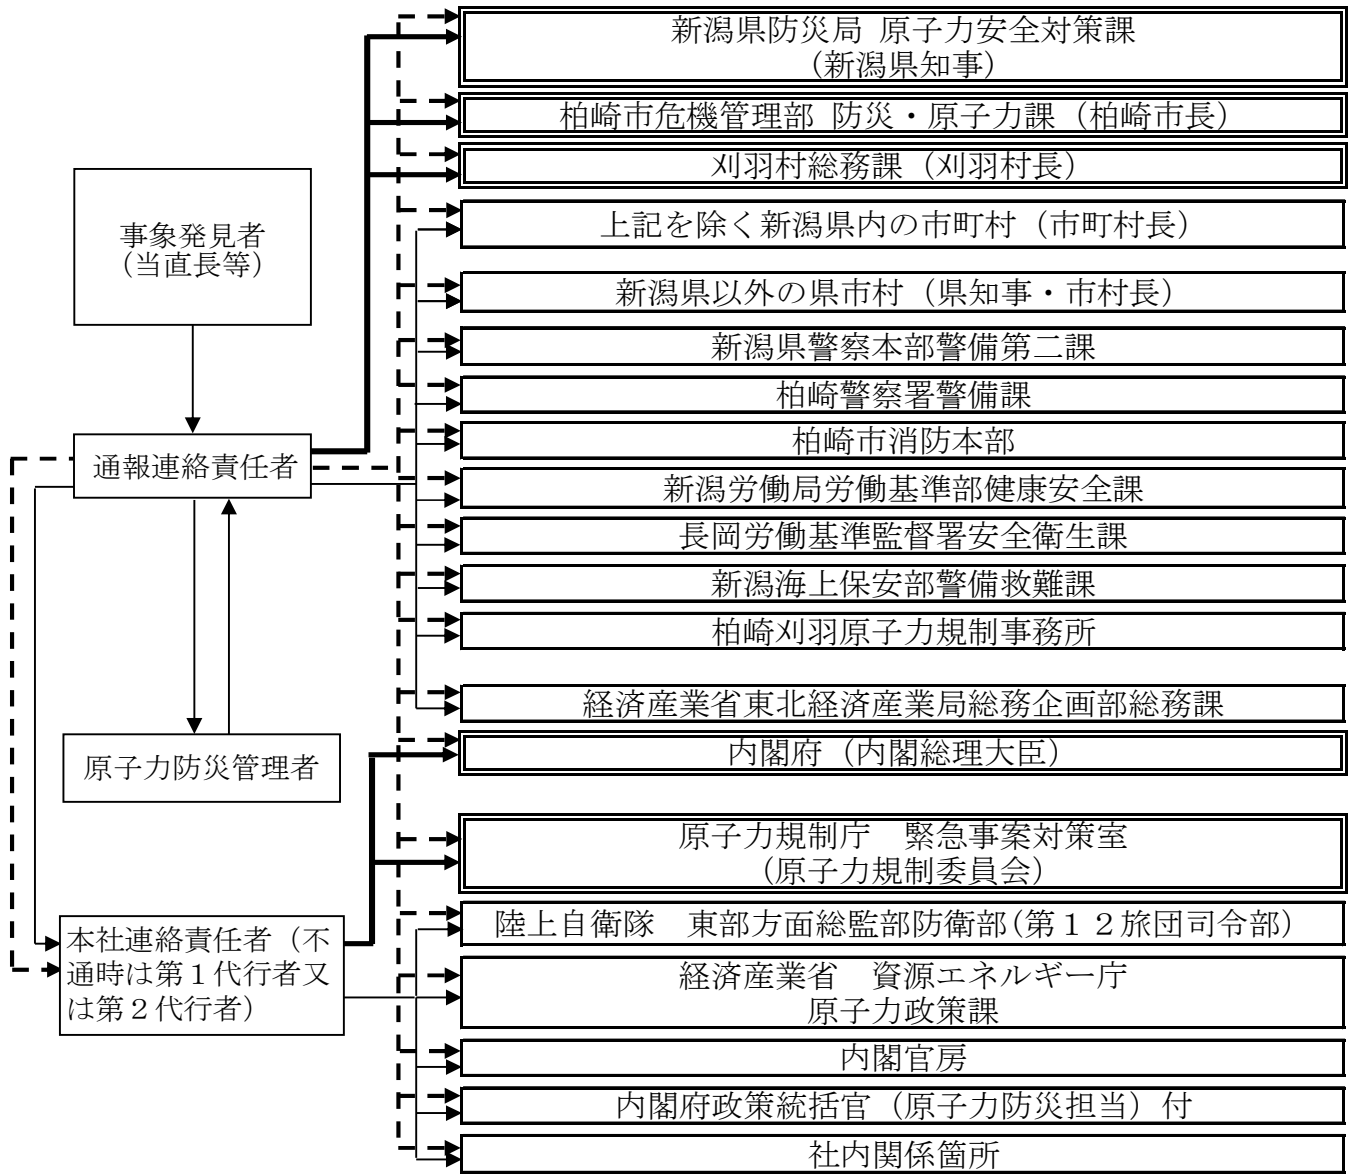 新潟県防災局 原子力安全対策課
(新潟県知事)
柏崎市危機管理部 防災・原子力課（柏崎市長）
刈羽村総務課（刈羽村長）
事象発見者
(当直長等)
上記を除く新潟県内の市町村（市町村長）
新潟県以外の県市村（県知事・市村長）
新潟県警察本部警備第二課
柏崎警察署警備課
柏崎市消防本部
通報連絡責任者
新潟労働局労働基準部健康安全課
長岡労働基準監督署安全衛生課
新潟海上保安部警備救難課
柏崎刈羽原子力規制事務所
経済産業省東北経済産業局総務企画部総務課
原子力防災管理者
内閣府（内閣総理大臣）
原子力規制庁　緊急事案対策室
(原子力規制委員会)
本社連絡責任者（不
通時は第１代行者又
は第２代行者）
陸上自衛隊　東部方面総監部防衛部(第１２旅団司令部)
経済産業省　資源エネルギー庁
原子力政策課
内閣官房
内閣府政策統括官（原子力防災担当）付
社内関係箇所